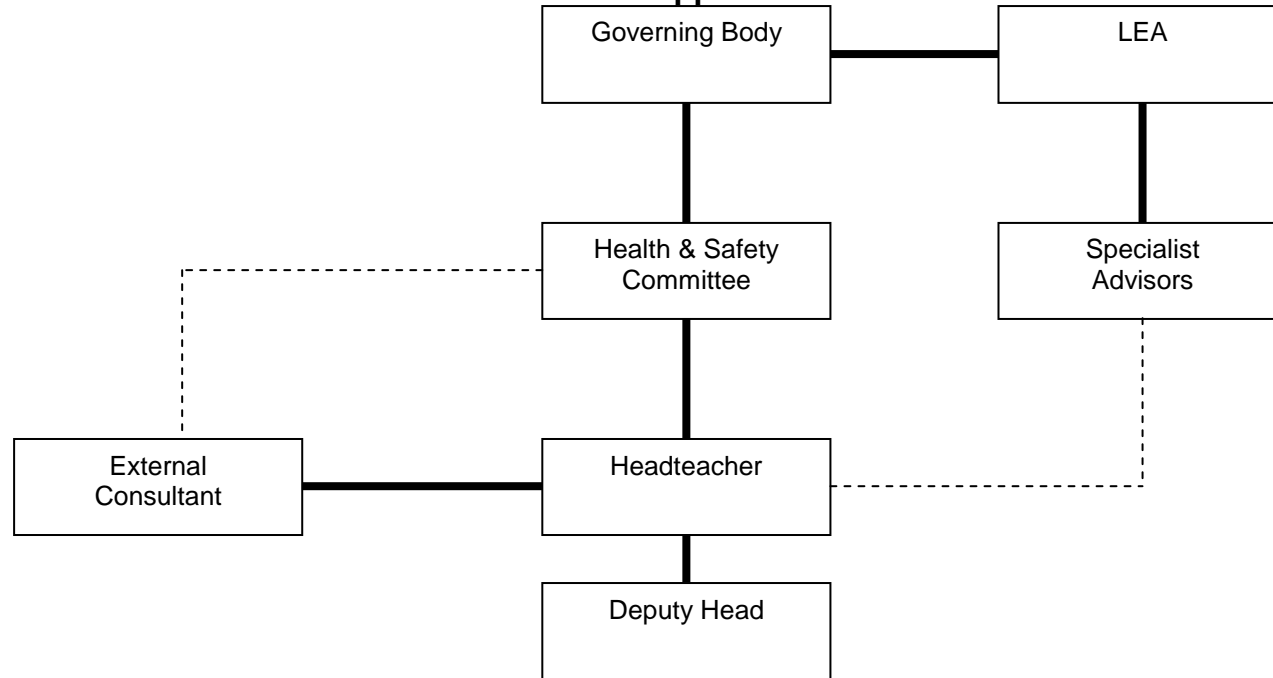 Governing Body
LEA
Health & Safety
Committee
Specialist
Advisors
External
Consultant
Headteacher
Deputy Head